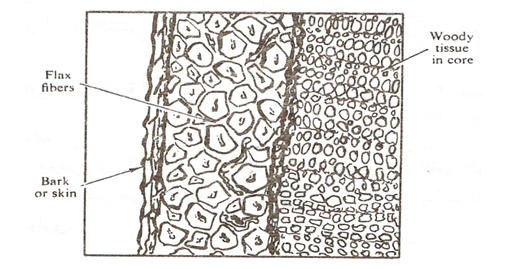 Woody
tissue
in core
Flax
fibers
Bark
or skin